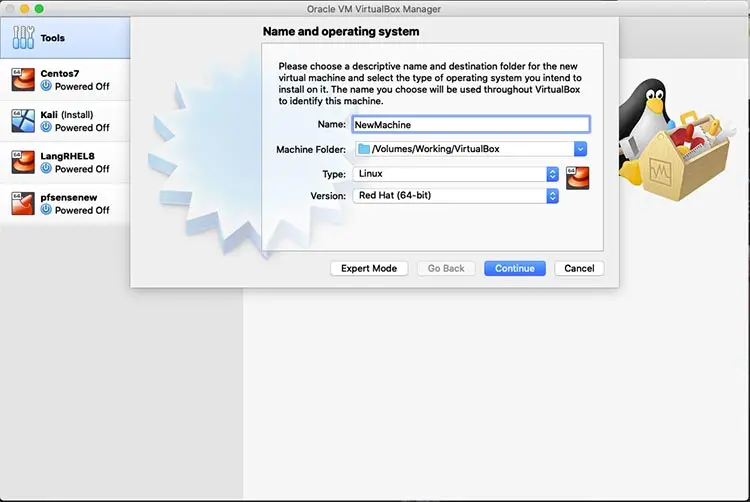 Oracle VM VirtualBox Manager
Tools
Centos7
Powered Off
Kali (Install)
Powered Off
LangRHEL8
Powered Off
pfsensenew
Powered Off
Name and operating system
Please choose a descriptive name and destination folder for the new
virtual machine and select the type of operating system you intend to
install on it. The name you choose will be used throughout VirtualBox
to identify this machine.
Name: NewMachine
Machine Folder: /Volumes/Working/VirtualBox
Type: Linux
Version: Red Hat (64-bit)
Expert Mode Go Back Continue Cancel